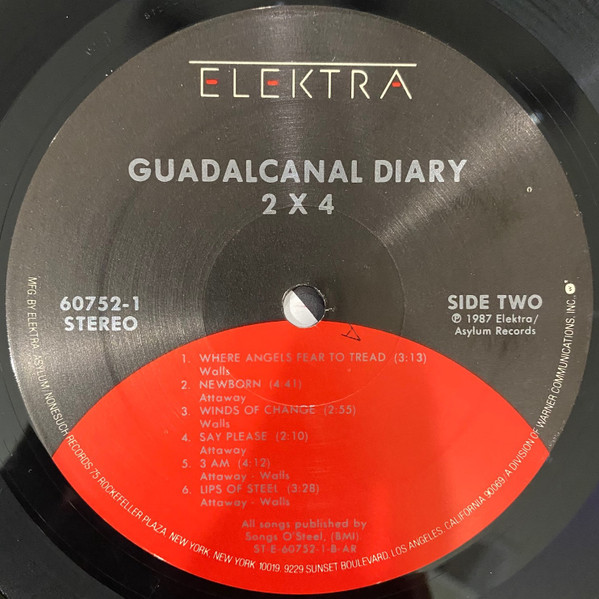 ELEKTRA
GUADALCANAL DIARY
2 X 4
60752-1
STEREO
SIDE TWO
℗ 1987 Elektra/
Asylum Records
1. WHERE ANGELS FEAR TO TREAD (3:13)
Walls
2. NEWBORN (4:41)
Attaway
3. WINDS OF CHANGE (2:55)
Walls
4. SAY PLEASE (2:10)
Attaway
5. 3 AM (4:12)
Attaway - Walls
6. LIPS OF STEEL (3:28)
Attaway - Walls
All songs published by
Songs O'Steel, (BMI)
ST-E-60752-1-B-AR
MFG. BY ELEKTRA/ASYLUM/NONESUCH RECORDS 75 ROCKEFELLER PLAZA, NEW YORK, NEW YORK 10019. 9229 SUNSET BOULEVARD, LOS ANGELES, CALIFORNIA 90069. A DIVISION OF WARNER COMMUNICATIONS, INC.